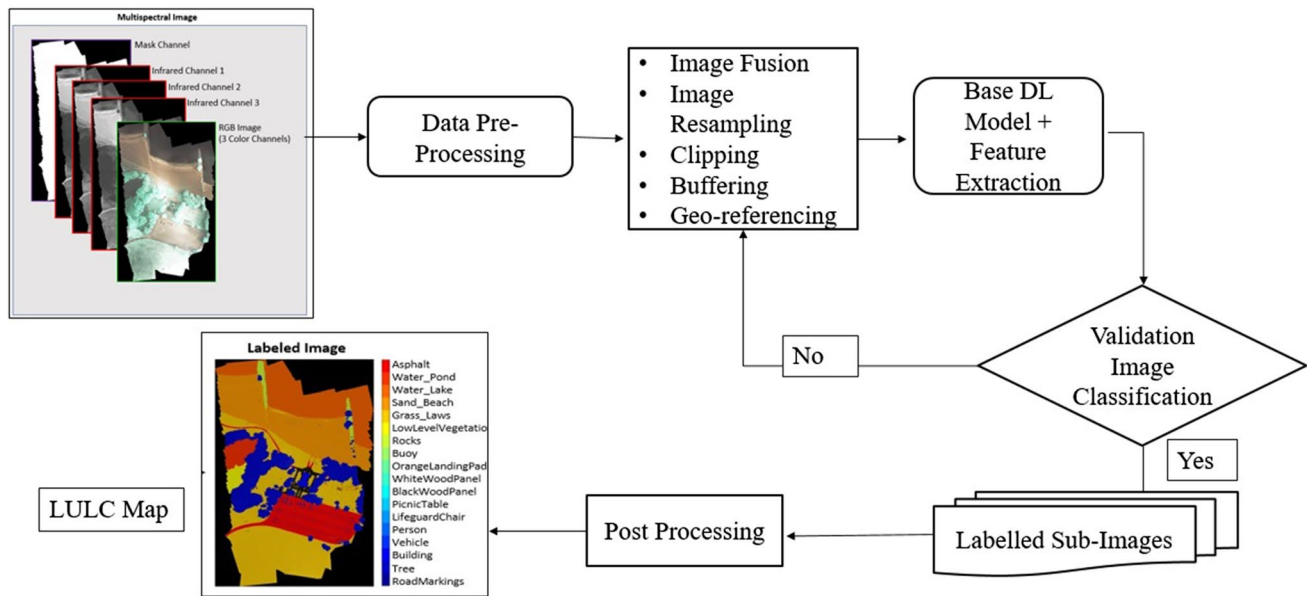 Multispectral Image
Mask Channel
Infrared Channel 1
Infrared Channel 2
Infrared Channel 3
RGB Image
(3 Color Channels)
Data Pre-
Processing
• Image Fusion
• Image
Resampling
• Clipping
• Buffering
• Geo-referencing
Base DL
Model +
Feature
Extraction
Validation
Image
Classification
No
Yes
Labelled Sub-Images
Post Processing
Labeled Image
Asphalt
Water_Pond
Water_Lake
Sand_Beach
Grass_Laws
LowLevelVegetatio
Rocks
Buoy
OrangeLandingPad
WhiteWoodPanel
BlackWoodPanel
PicnicTable
LifeguardChair
Person
Vehicle
Building
Tree
RoadMarkings
LULC Map